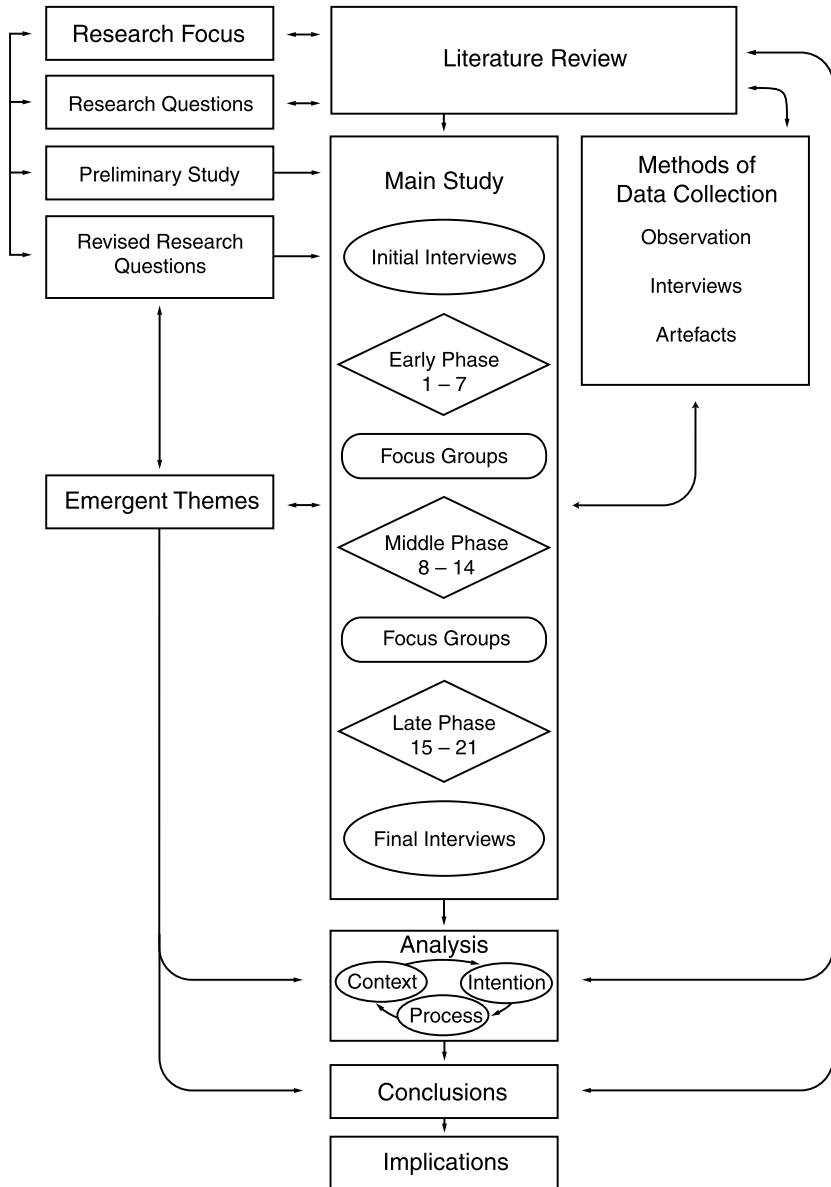 Research Focus
Literature Review
Research Questions
Preliminary Study
Revised Research
Questions
Main Study
Initial Interviews
Early Phase
1 – 7
Focus Groups
Middle Phase
8 – 14
Focus Groups
Late Phase
15 – 21
Final Interviews
Methods of
Data Collection
Observation
Interviews
Artefacts
Emergent Themes
Analysis
Context
Intention
Process
Conclusions
Implications